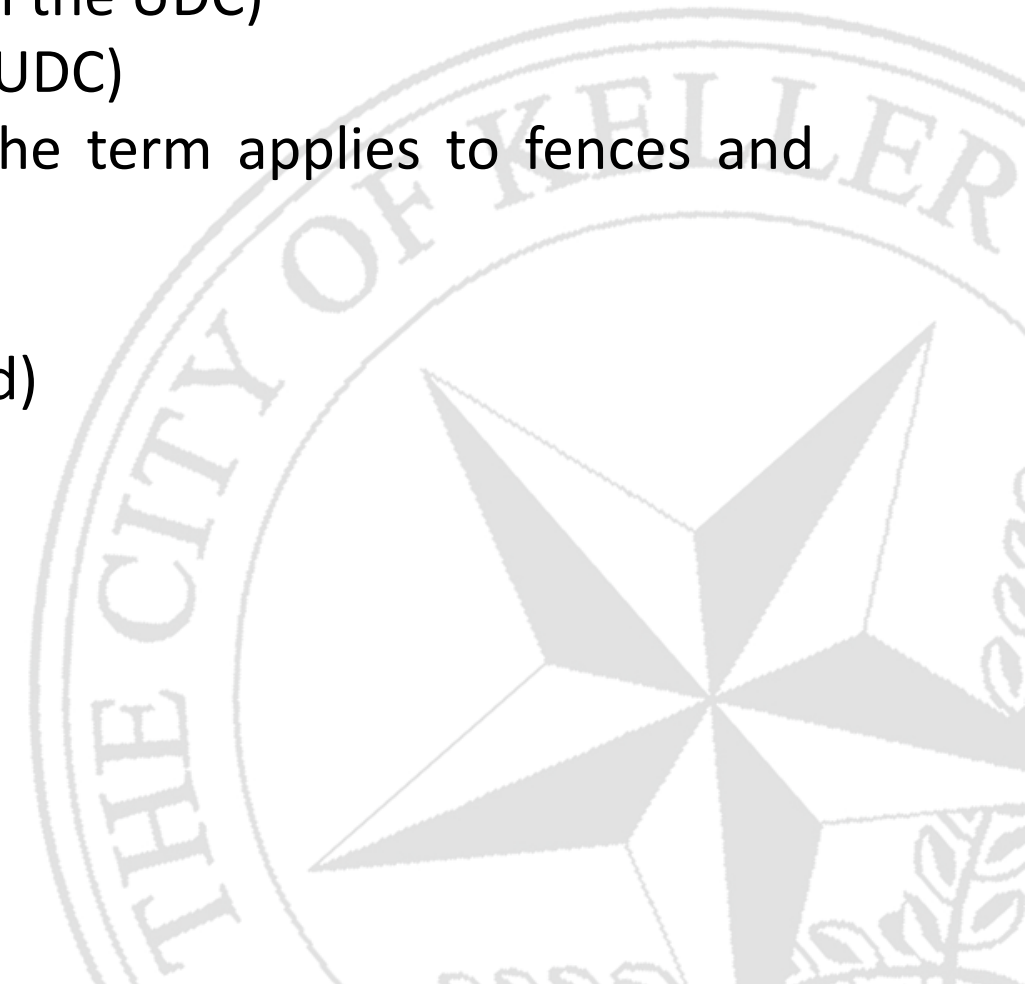 the UDC)
UDC)
he term applies to fences and
d)
THE CITY OF KELLER